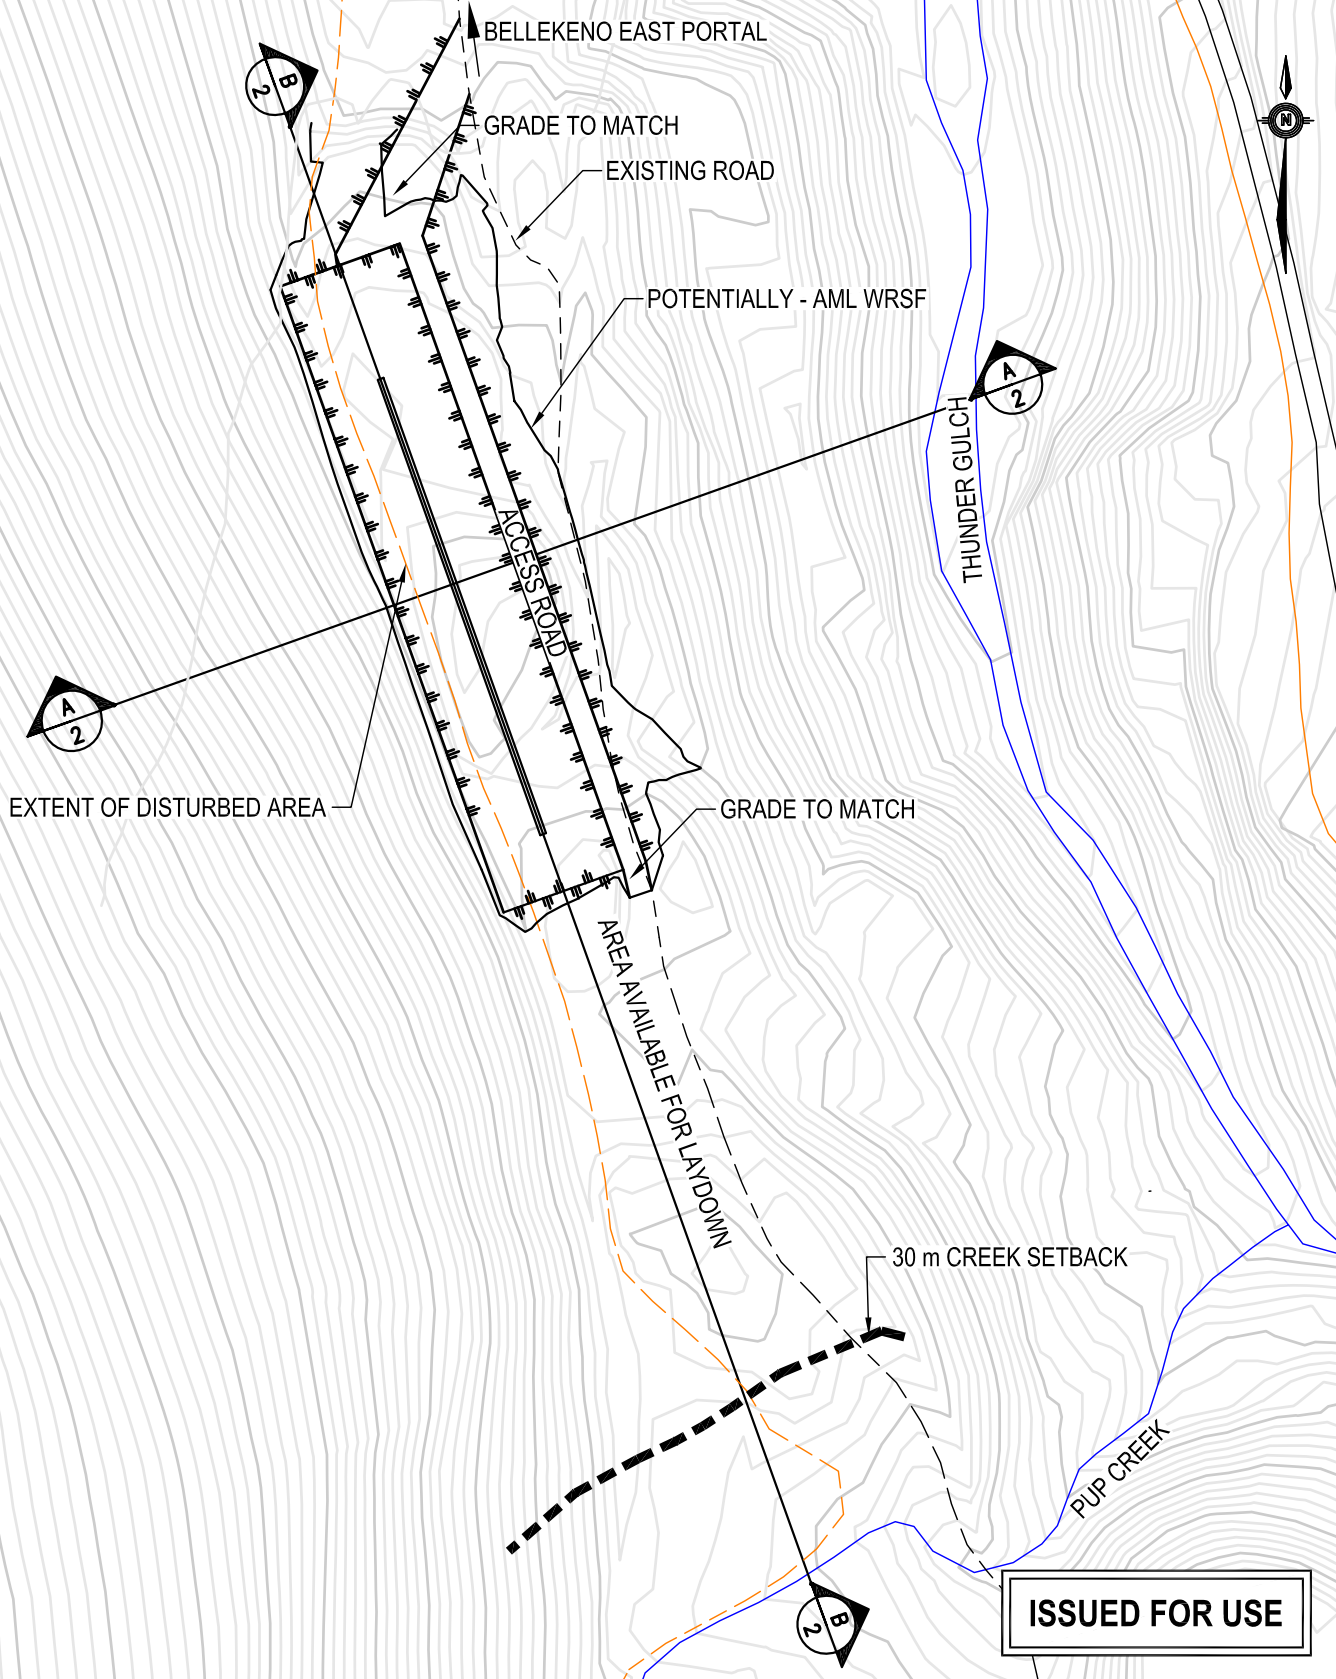 BELLEKENO EAST PORTAL
B
2
N
GRADE TO MATCH
EXISTING ROAD
POTENTIALLY - AML WRSF
A
2
THUNDER GULCH
ACCESS ROAD
A
2
EXTENT OF DISTURBED AREA
GRADE TO MATCH
AREA AVAILABLE FOR LAYDOWN
30 m CREEK SETBACK
PUP CREEK
B
2
ISSUED FOR USE